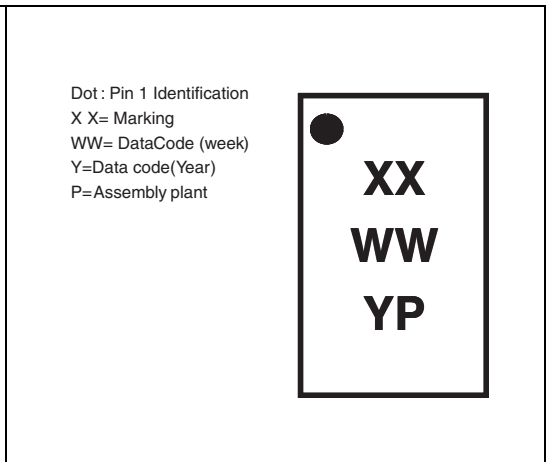 Dot : Pin 1 Identification
X X= Marking
WW= DataCode (week)
Y=Data code(Year)
P=Assembly plant
XX
WW
YP